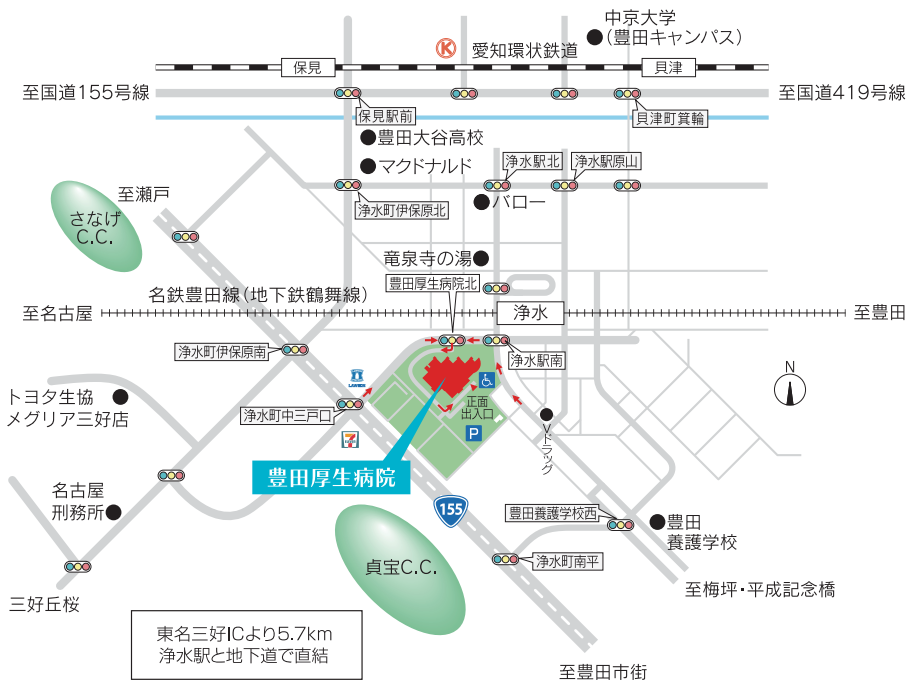 中京大学
(豊田キャンパス)
愛知環状鉄道
K
保見
貝津
至国道155号線
至国道419号線
保見駅前
貝津町箕輪
豊田大谷高校
マクドナルド
浄水駅北
浄水駅原山
浄水町伊保原北
バロー
至瀬戸
さなげ
C.C.
竜泉寺の湯
豊田厚生病院北
名鉄豊田線(地下鉄鶴舞線)
至名古屋
浄水
至豊田
浄水町伊保原南
浄水駅南
N
LAWSON
トヨタ生協
メグリア三好店
浄水町中三戸口
正面
出入口
P
Vドラッグ
7
豊田厚生病院
名古屋
刑務所
155
豊田養護学校西
豊田
養護学校
貞宝C.C.
浄水町南平
至梅坪・平成記念橋
三好丘桜
東名三好ICより5.7km
浄水駅と地下道で直結
至豊田市街